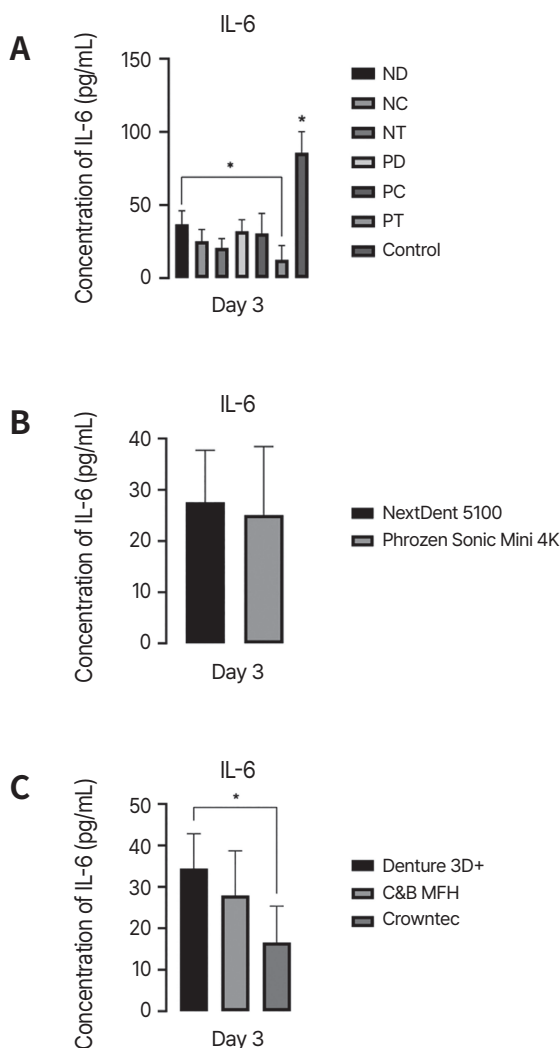 A
IL-6
Concentration of IL-6 (pg/mL)
150
100
50
0
*
*
Day 3
ND
NC
NT
PD
PC
PT
Control
B
IL-6
Concentration of IL-6 (pg/mL)
40
30
20
10
0
Day 3
NextDent 5100
Phrozen Sonic Mini 4K
C
IL-6
Concentration of IL-6 (pg/mL)
50
40
30
20
10
0
*
Day 3
Denture 3D+
C&B MFH
Crowntec